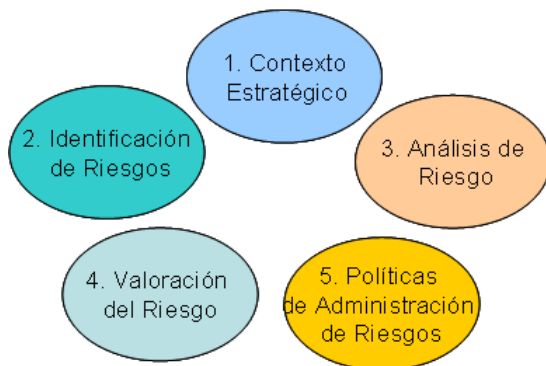 1. Contexto
Estratégico
2. Identificación
de Riesgos
3. Análisis de
Riesgo
4. Valoración
del Riesgo
5. Políticas
de Administración
de Riesgos